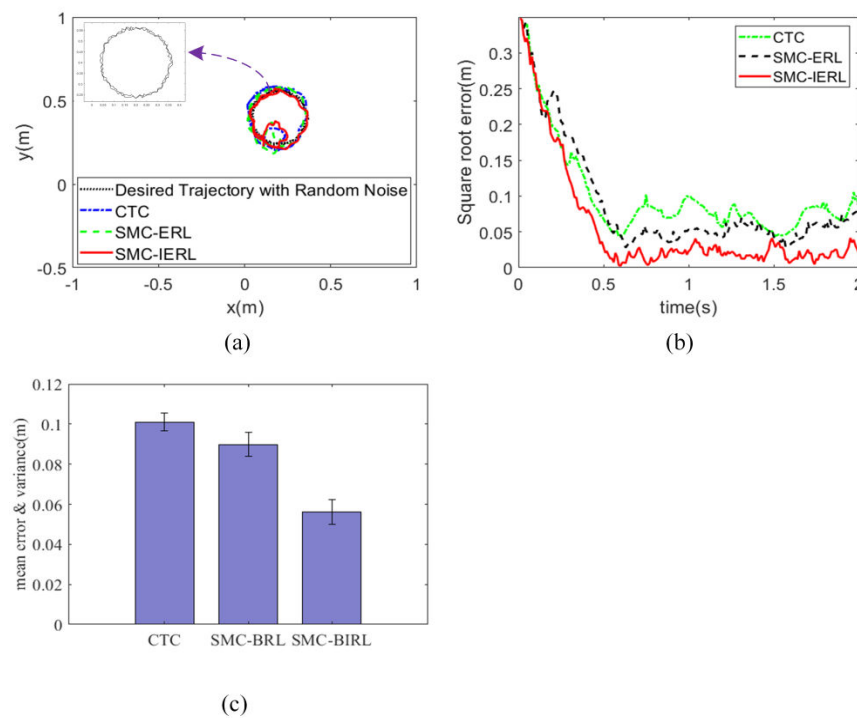 1
0.5
0
-0.5
y(m)
Desired Trajectory with Random Noise
CTC
SMC-ERL
SMC-IERL
-1
-0.5
0
0.5
1
x(m)
(a)
0.3
0.25
0.2
0.15
0.1
0.05
0
Square root error(m)
CTC
SMC-ERL
SMC-IERL
0
0.5
1
1.5
2
time(s)
(b)
0.12
0.1
0.08
0.06
0.04
0.02
0
mean error & variance(m)
CTC
SMC-BRL
SMC-BIRL
(c)